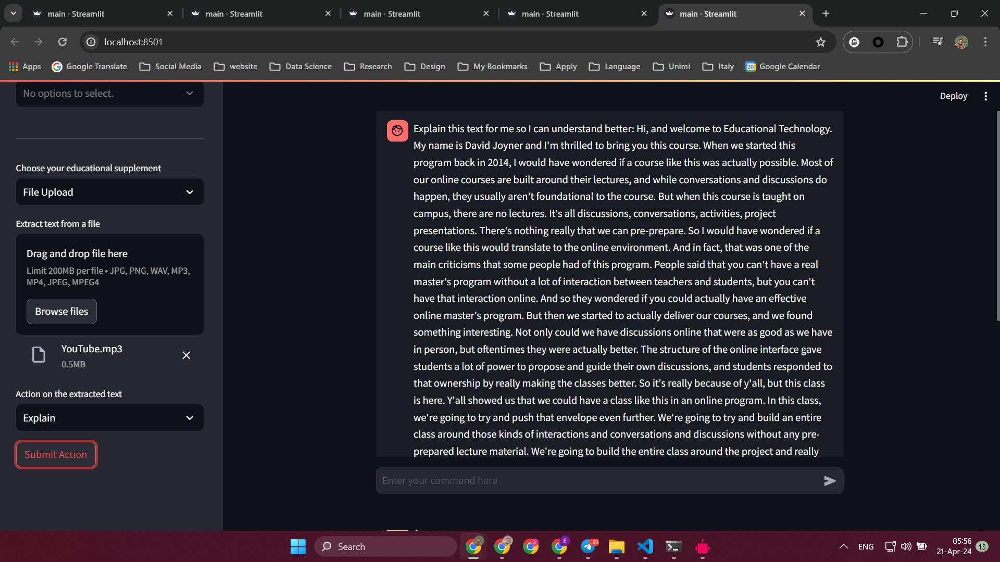 main · Streamlit
main · Streamlit
main · Streamlit
main · Streamlit
main · Streamlit
localhost:8501
Apps
Google Translate
Social Media
website
Data Science
Research
Design
My Bookmarks
Apply
Language
Unimi
Italy
30
Google Calendar
No options to select.
Choose your educational supplement
File Upload
Extract text from a file
Drag and drop file here
Limit 200MB per file • JPG, PNG, WAV, MP3,
MP4, JPEG, MPEG4
Browse files
YouTube.mp3
0.5MB
Action on the extracted text
Explain
Submit Action
Deploy
Explain this text for me so I can understand better: Hi, and welcome to Educational Technology.
My name is David Joyner and I'm thrilled to bring you this course. When we started this
program back in 2014, I would have wondered if a course like this was actually possible. Most of
our online courses are built around their lectures, and while conversations and discussions do
happen, they usually aren't foundational to the course. But when this course is taught on
campus, there are no lectures. It's all discussions, conversations, activities, project
presentations. There's nothing really that we can pre-prepare. So I would have wondered if a
course like this would translate to the online environment. And in fact, that was one of the
main criticisms that some people had of this program. People said that you can't have a real
master's program without a lot of interaction between teachers and students, but you can't
have that interaction online. And so they wondered if you could actually have an effective
online master's program. But then we started to actually deliver our courses, and we found
something interesting. Not only could we have discussions online that were as good as we have
in person, but oftentimes they were actually better. The structure of the online interface gave
students a lot of power to propose and guide their own discussions, and students responded to
that ownership by really making the classes better. So it's really because of y'all, but this class
is here. Y'all showed us that we could have a class like this in an online program. In this class,
we're going to try and push that envelope even further. We're going to try and build an entire
class around those kinds of interactions and conversations and discussions without any pre-
prepared lecture material. We're going to build the entire class around the project and really
Enter your command here
Search
A
E
.00
ENG
05:56
21-Apr-24
13